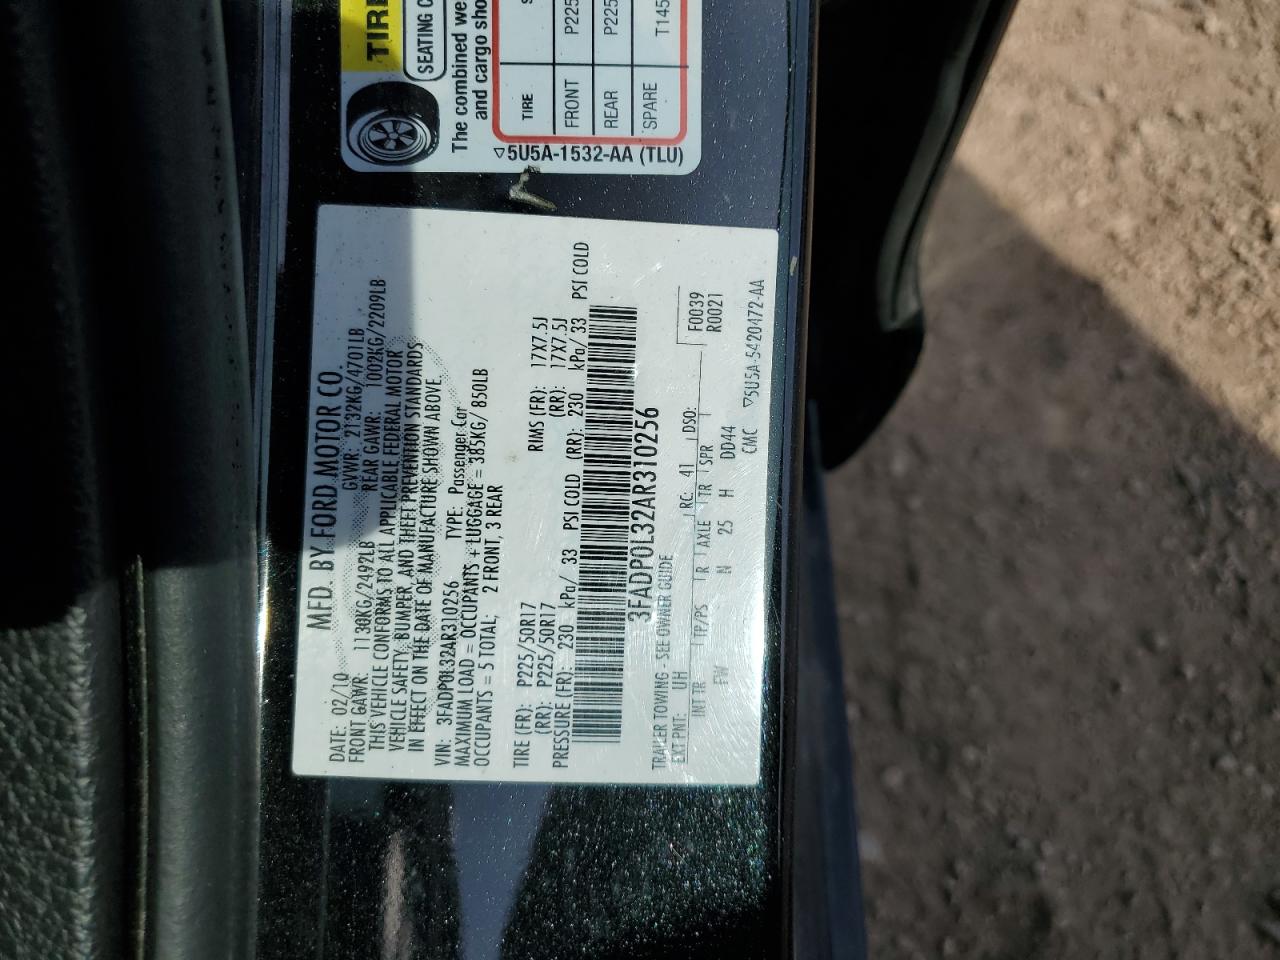 MFD. BY FORD MOTOR CO.
DATE: 02/10 GVWR: 2132KG/4701LB
FRONT GAWR: 1130KG/2492LB REAR GAWR: 1002KG/2209LB
THIS VEHICLE CONFORMS TO ALL APPLICABLE FEDERAL MOTOR
VEHICLE SAFETY, BUMPER, AND THEFT PREVENTION STANDARDS
IN EFFECT ON THE DATE OF MANUFACTURE SHOWN ABOVE
VIN: 3FADP0L32AR310256 TYPE: Passenger Car
MAXIMUM LOAD = OCCUPANTS + LUGGAGE = 385KG/ 850LB
OCCUPANTS = 5 TOTAL; 2 FRONT, 3 REAR
TIRE (FR): P225/50R17 RIMS (FR): 17X7.5J
(RR): P225/50R17 (RR): 17X7.5J
PRESSURE (FR): 230 kPa/ 33 PSI COLD (RR): 230 kPa/ 33 PSI COLD
3FADP0L32AR310256
TRAILER TOWING - SEE OWNER GUIDE
EXT PNT: UH RC: 41 DSO: F0039
R0021
INT TR TP/PS R AXLE TR SPR
FW N 25 H DD44
CMC ▽5U5A-5420472-AA
TIRE
SEATING C
The combined we
and cargo sho
TIRE S
FRONT P225
REAR P225
SPARE T145
▽5U5A-1532-AA (TLU)